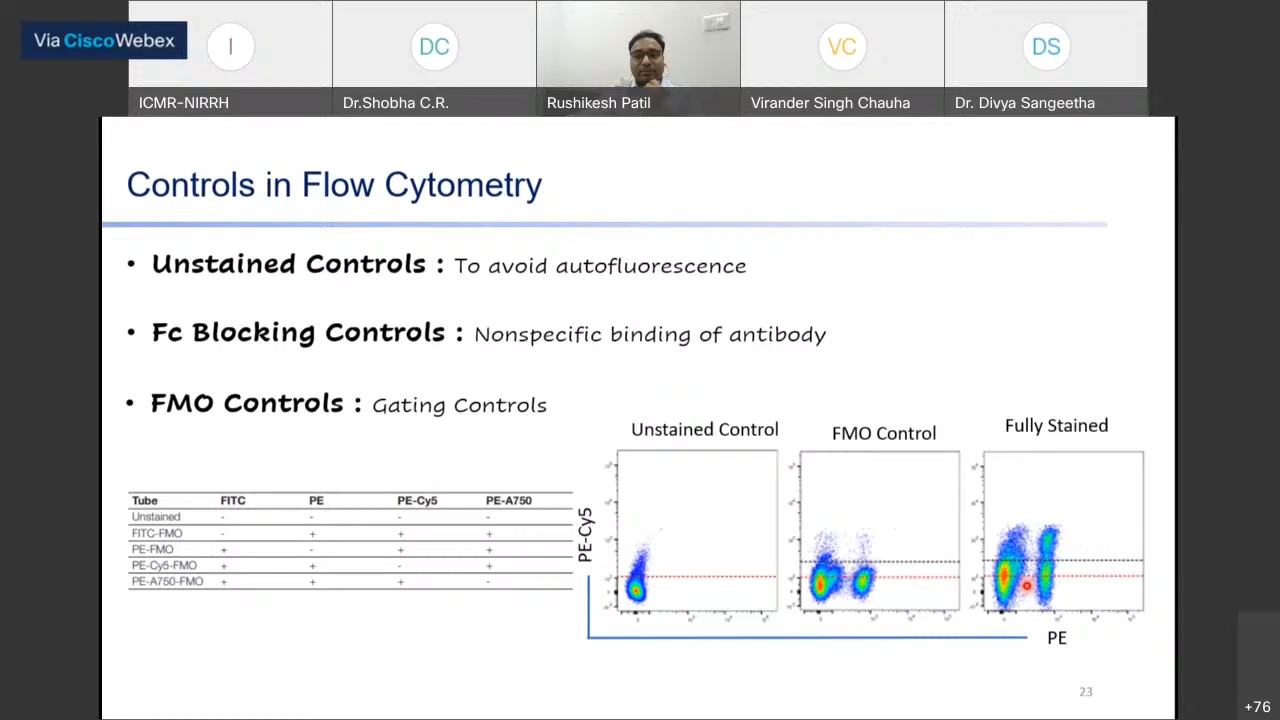 Via Cisco Webex
I
DC
VC
DS
ICMR-NIRRH
Dr.Shobha C.R.
Rushikesh Patil
Virander Singh Chauha
Dr. Divya Sangeetha
Controls in Flow Cytometry
• Unstained Controls : To avoid autofluorescence
• Fc Blocking Controls : Nonspecific binding of antibody
• FMO Controls : Gating Controls
Unstained Control
FMO Control
Fully Stained
Tube FITC PE PE-Cy5 PE-A750
Unstained - - - -
FITC-FMO - + + +
PE-FMO + - + +
PE-Cy5-FMO + + - +
PE-A750-FMO + + + -
PE-Cy5
PE
23
+76